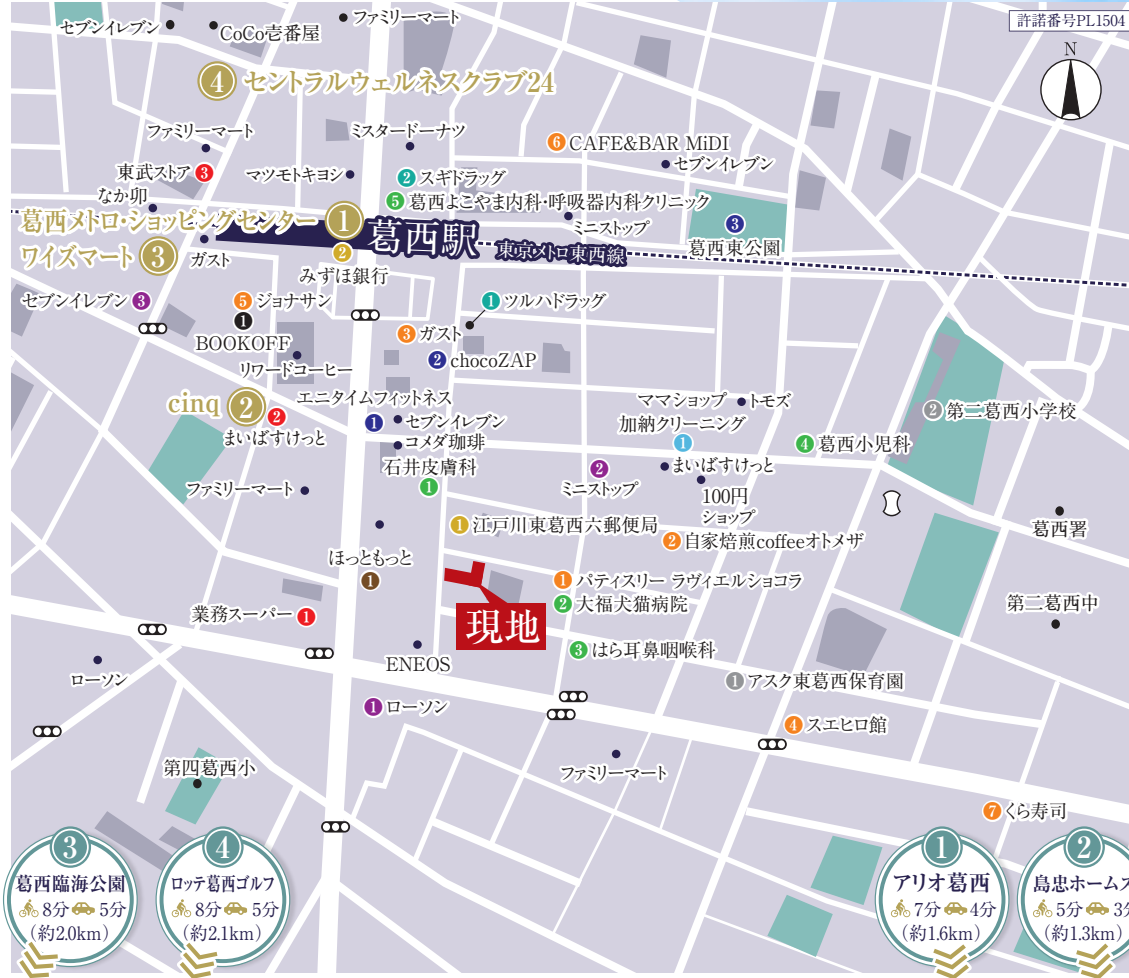 ファミリーマート
セブンイレブン
CoCo壱番屋
許諾番号PL1504
N
4 セントラルウェルネスクラブ24
ファミリーマート
ミスタードーナツ
6 CAFE&BAR MiDI
セブンイレブン
東武ストア 3
マツモトキヨシ
2 スギドラッグ
なか卯
5 葛西よこやま内科・呼吸器内科クリニック
葛西メトロ・ショッピングセンター 1
ミニストップ
3
葛西東公園
葛西駅
東京メトロ東西線
ワイズマート 3
ガスト
2
みずほ銀行
セブンイレブン 3
5 ジョナサン
1 ツルハドラッグ
1
BOOKOFF
3 ガスト
リワードコーヒー
2 chocoZAP
cinq 2
エニタイムフィットネス
1
2
まいばすけっと
セブンイレブン
コメダ珈琲
ママショップ
トモズ
加納クリーニング
1
2 第二葛西小学校
4 葛西小児科
石井皮膚科
1
2
ミニストップ
まいばすけっと
100円
ショップ
ファミリーマート
1 江戸川東葛西六郵便局
2 自家焙煎coffeeオトメザ
葛西署
ほっともっと
1
1 パティスリー ラヴィエルショコラ
2 大福犬猫病院
現地
第二葛西中
業務スーパー 1
3 はら耳鼻咽喉科
ENEOS
ローソン
1 アスク東葛西保育園
1 ローソン
4 スエヒロ館
ファミリーマート
第四葛西小
7 くら寿司
3
葛西臨海公園
8分 5分
(約2.0km)
4
ロッテ葛西ゴルフ
8分 5分
(約2.1km)
1
アリオ葛西
7分 4分
(約1.6km)
2
島忠ホームズ
5分 3分
(約1.3km)